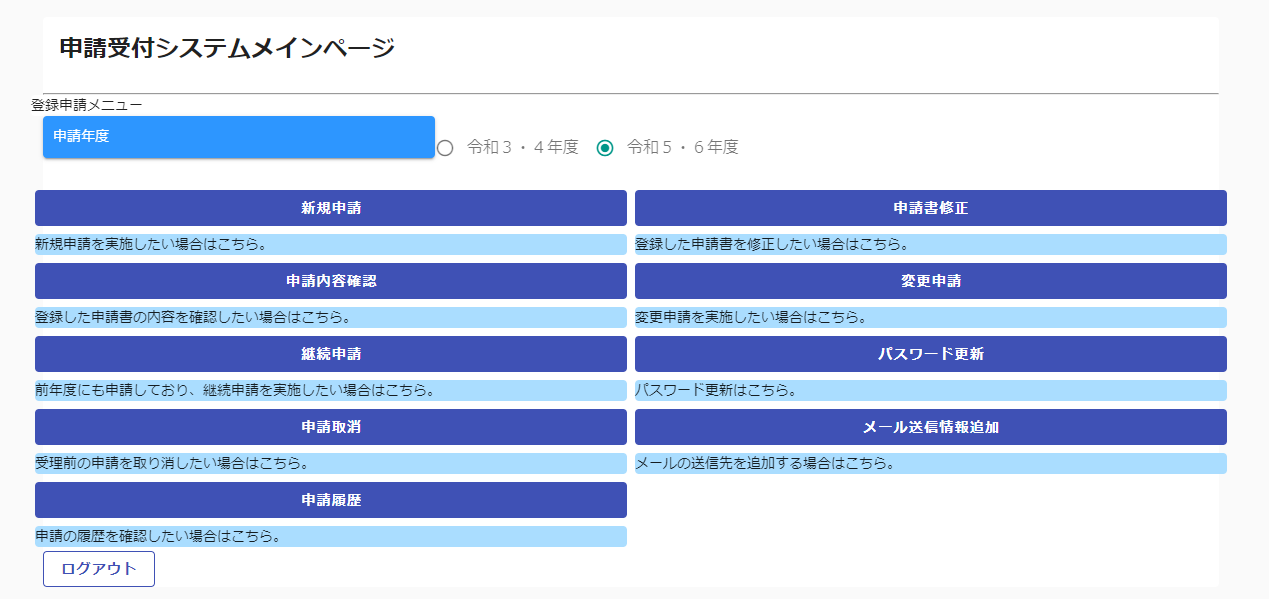 申請受付システムメインページ
登録申請メニュー
申請年度
令和３・４年度 令和５・６年度
新規申請 申請書修正
新規申請を実施したい場合はこちら。 登録した申請書を修正したい場合はこちら。
申請内容確認 変更申請
登録した申請書の内容を確認したい場合はこちら。 変更申請を実施したい場合はこちら。
継続申請 パスワード更新
前年度にも申請しており、継続申請を実施したい場合はこちら。 パスワード更新はこちら。
申請取消 メール送信情報追加
受理前の申請を取り消したい場合はこちら。 メールの送信先を追加する場合はこちら。
申請履歴
申請の履歴を確認したい場合はこちら。
ログアウト